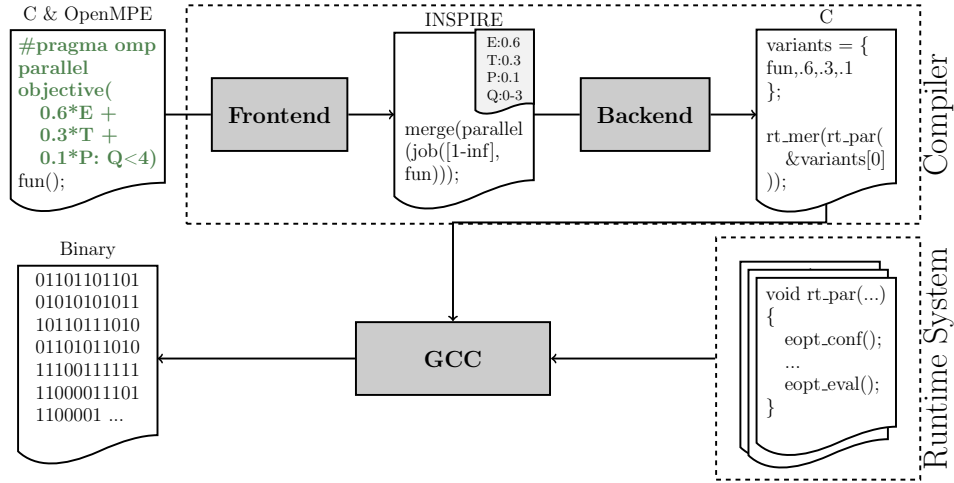 C & OpenMPE
#pragma omp
parallel
objective(
0.6*E +
0.3*T +
0.1*P: Q<4)
fun();
Frontend
INSPIRE
E:0.6
T:0.3
P:0.1
Q:0-3
merge(parallel
(job([1-inf],
fun)));
Backend
C
variants = {
fun,.6,.3,.1
};
rt_mer(rt_par(
&variants[0]
));
Compiler
Binary
01101101101
01010101011
10110111010
01101011010
11100111111
11000011101
1100001 ...
GCC
void rt_par(...)
{
eopt_conf();
...
eopt_eval();
}
Runtime System